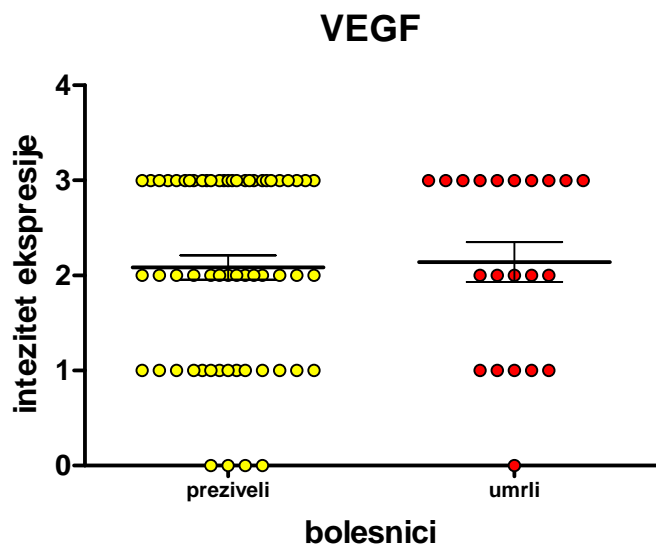 VEGF
intezitet ekspresije
4
3
2
1
0
preziveli
umrli
bolesnici